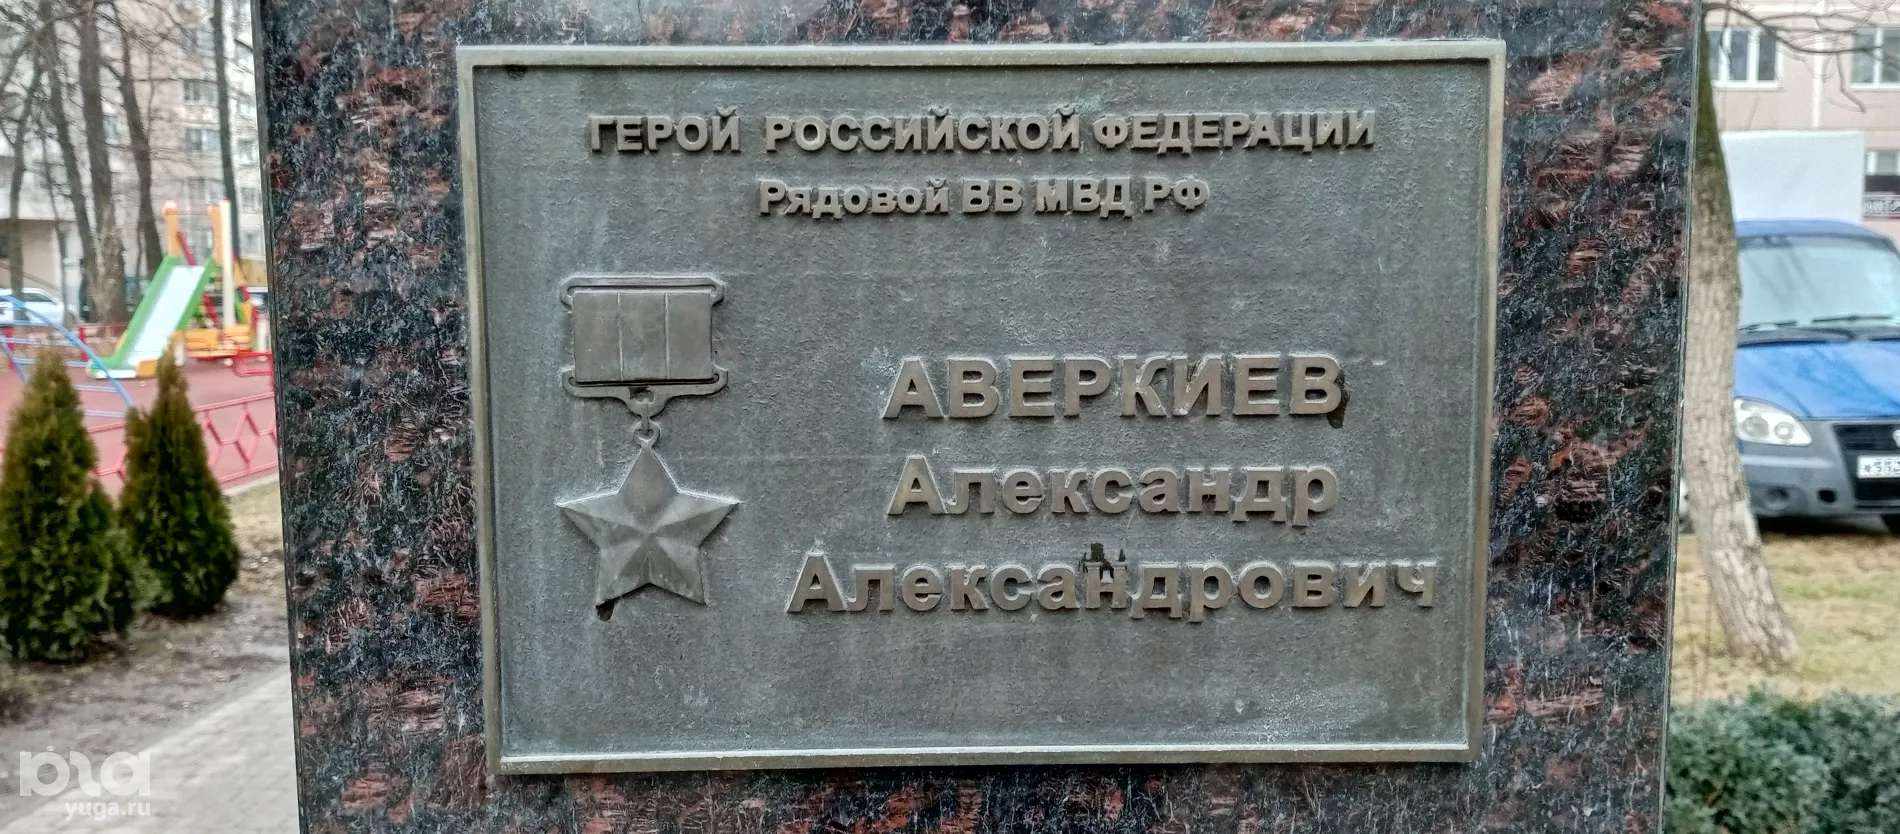 ГЕРОЙ РОССИЙСКОЙ ФЕДЕРАЦИИ
Рядовой ВВ МВД РФ
АВЕРКИЕВ
Александр
Александрович
yuga.ru